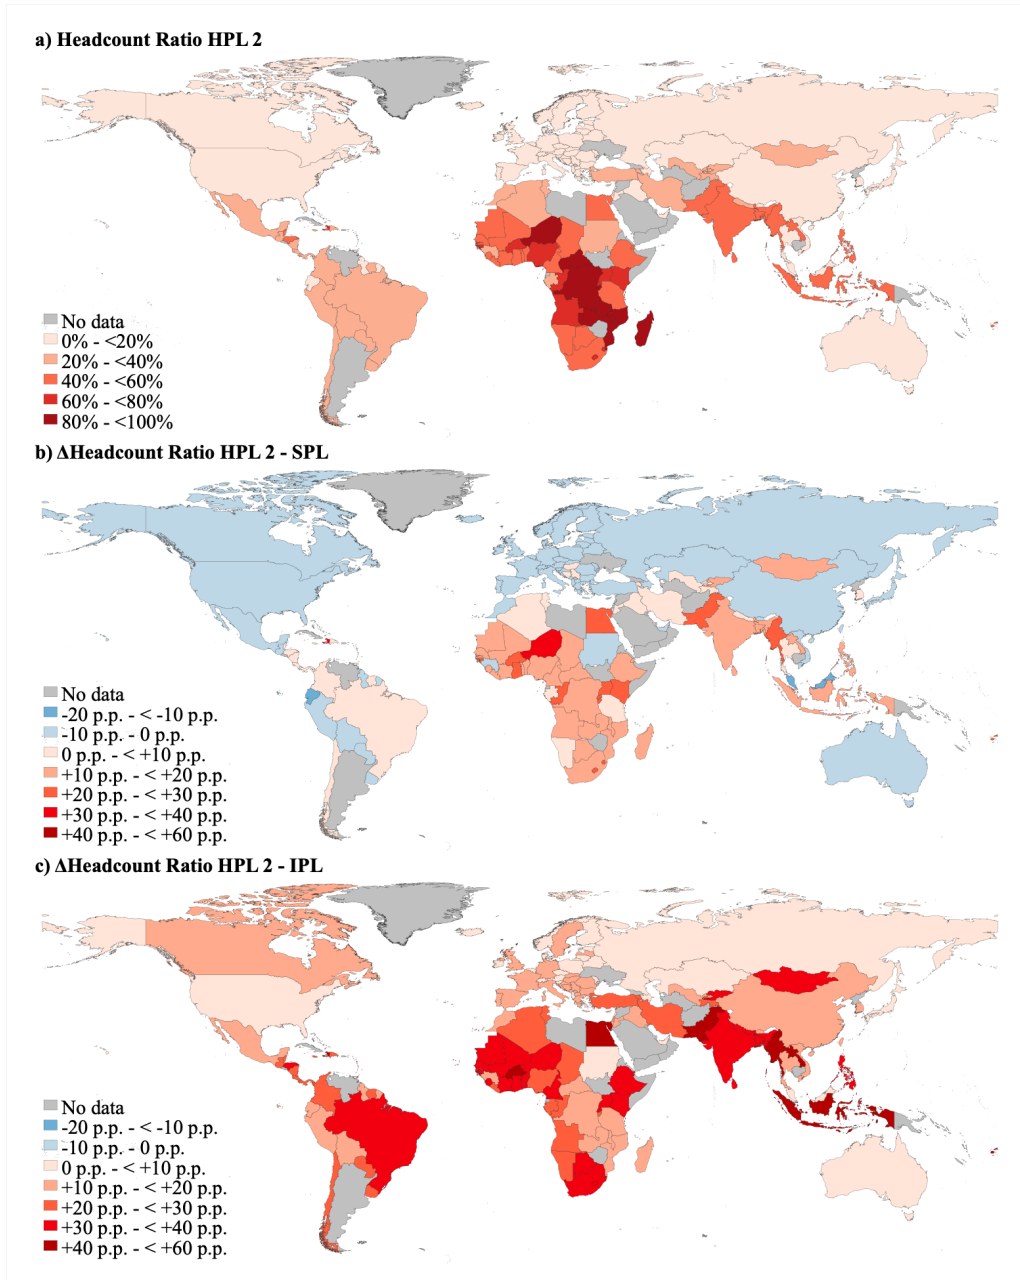 a) Headcount Ratio HPL 2
No data
0% - <20%
20% - <40%
40% - <60%
60% - <80%
80% - <100%
b) ΔHeadcount Ratio HPL 2 - SPL
No data
-20 p.p. - < -10 p.p.
-10 p.p. - 0 p.p.
0 p.p. - < +10 p.p.
+10 p.p. - < +20 p.p.
+20 p.p. - < +30 p.p.
+30 p.p. - < +40 p.p.
+40 p.p. - < +60 p.p.
c) ΔHeadcount Ratio HPL 2 - IPL
No data
-20 p.p. - < -10 p.p.
-10 p.p. - 0 p.p.
0 p.p. - < +10 p.p.
+10 p.p. - < +20 p.p.
+20 p.p. - < +30 p.p.
+30 p.p. - < +40 p.p.
+40 p.p. - < +60 p.p.